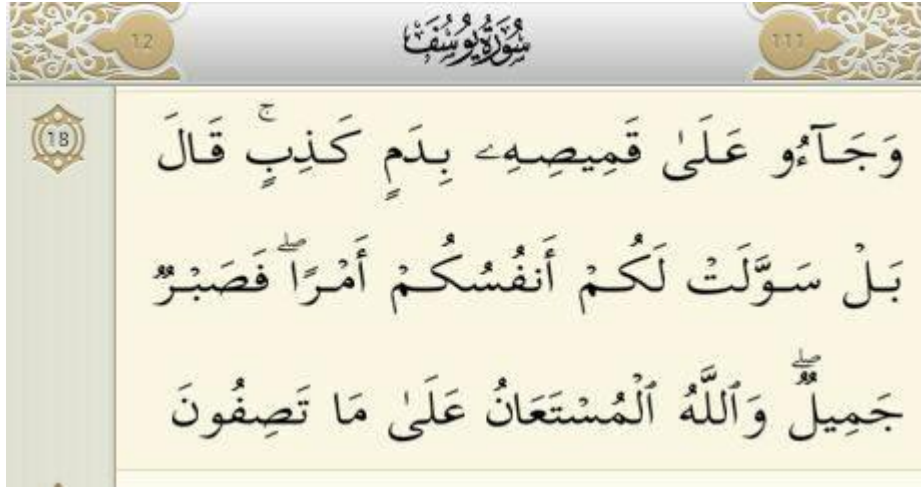 12 سُورَةُ يُوسُفَ 111
18
وَجَآءُو عَلَىٰ قَمِيصِهِۦ بِدَمٍ كَذِبٍۚ قَالَ
بَلْ سَوَّلَتْ لَكُمْ أَنفُسُكُمْ أَمْرًاۖ فَصَبْرٌ
جَمِيلٌۖ وَٱللَّهُ ٱلْمُسْتَعَانُ عَلَىٰ مَا تَصِفُونَ